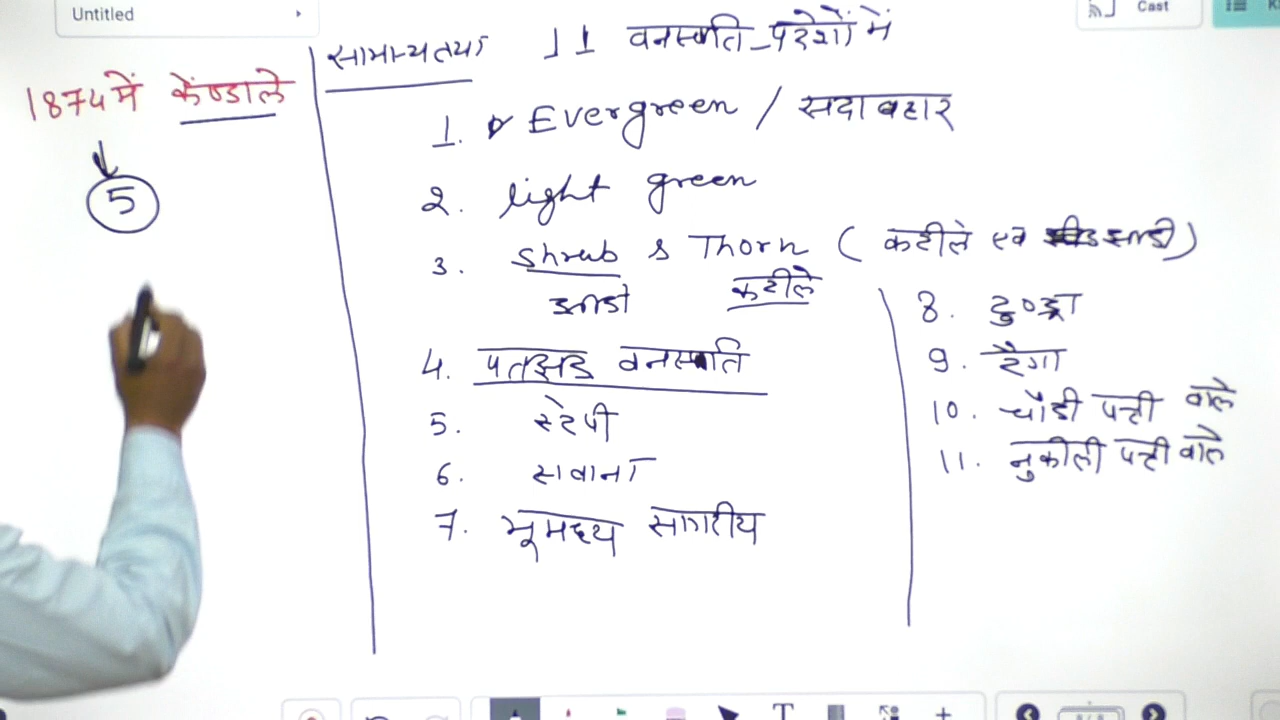 Untitled
Cast
1874 में केण्डाले
5
सामान्यतया 11 वनस्पति-प्रदेशों में
1. Evergreen / सदाबहार
2. light green
3. Shrub & Thorn ( कटीले एवं झाडी )
झाडी कटीले
4. पतझड वनस्पति
5. स्टेपी
6. सवाना
7. भूमध्य सागरीय
8. टुण्ड्रा
9. टैगा
10. चौडी पत्ती वाले
11. नुकीली पत्ती वाले
T